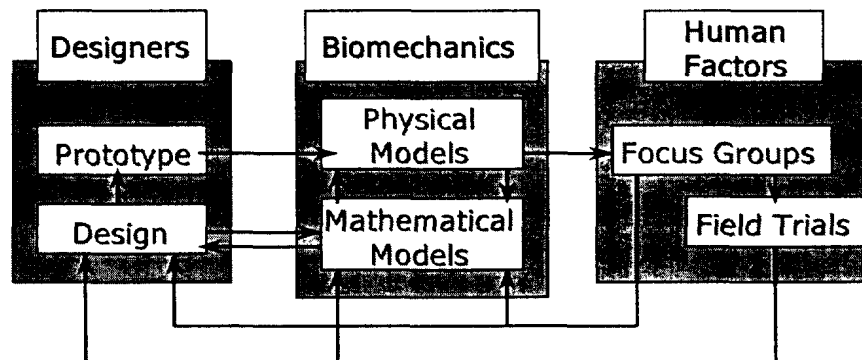 Designers
Biomechanics
Human
Factors
Prototype
Physical
Models
Focus Groups
Design
Mathematical
Models
Field Trials